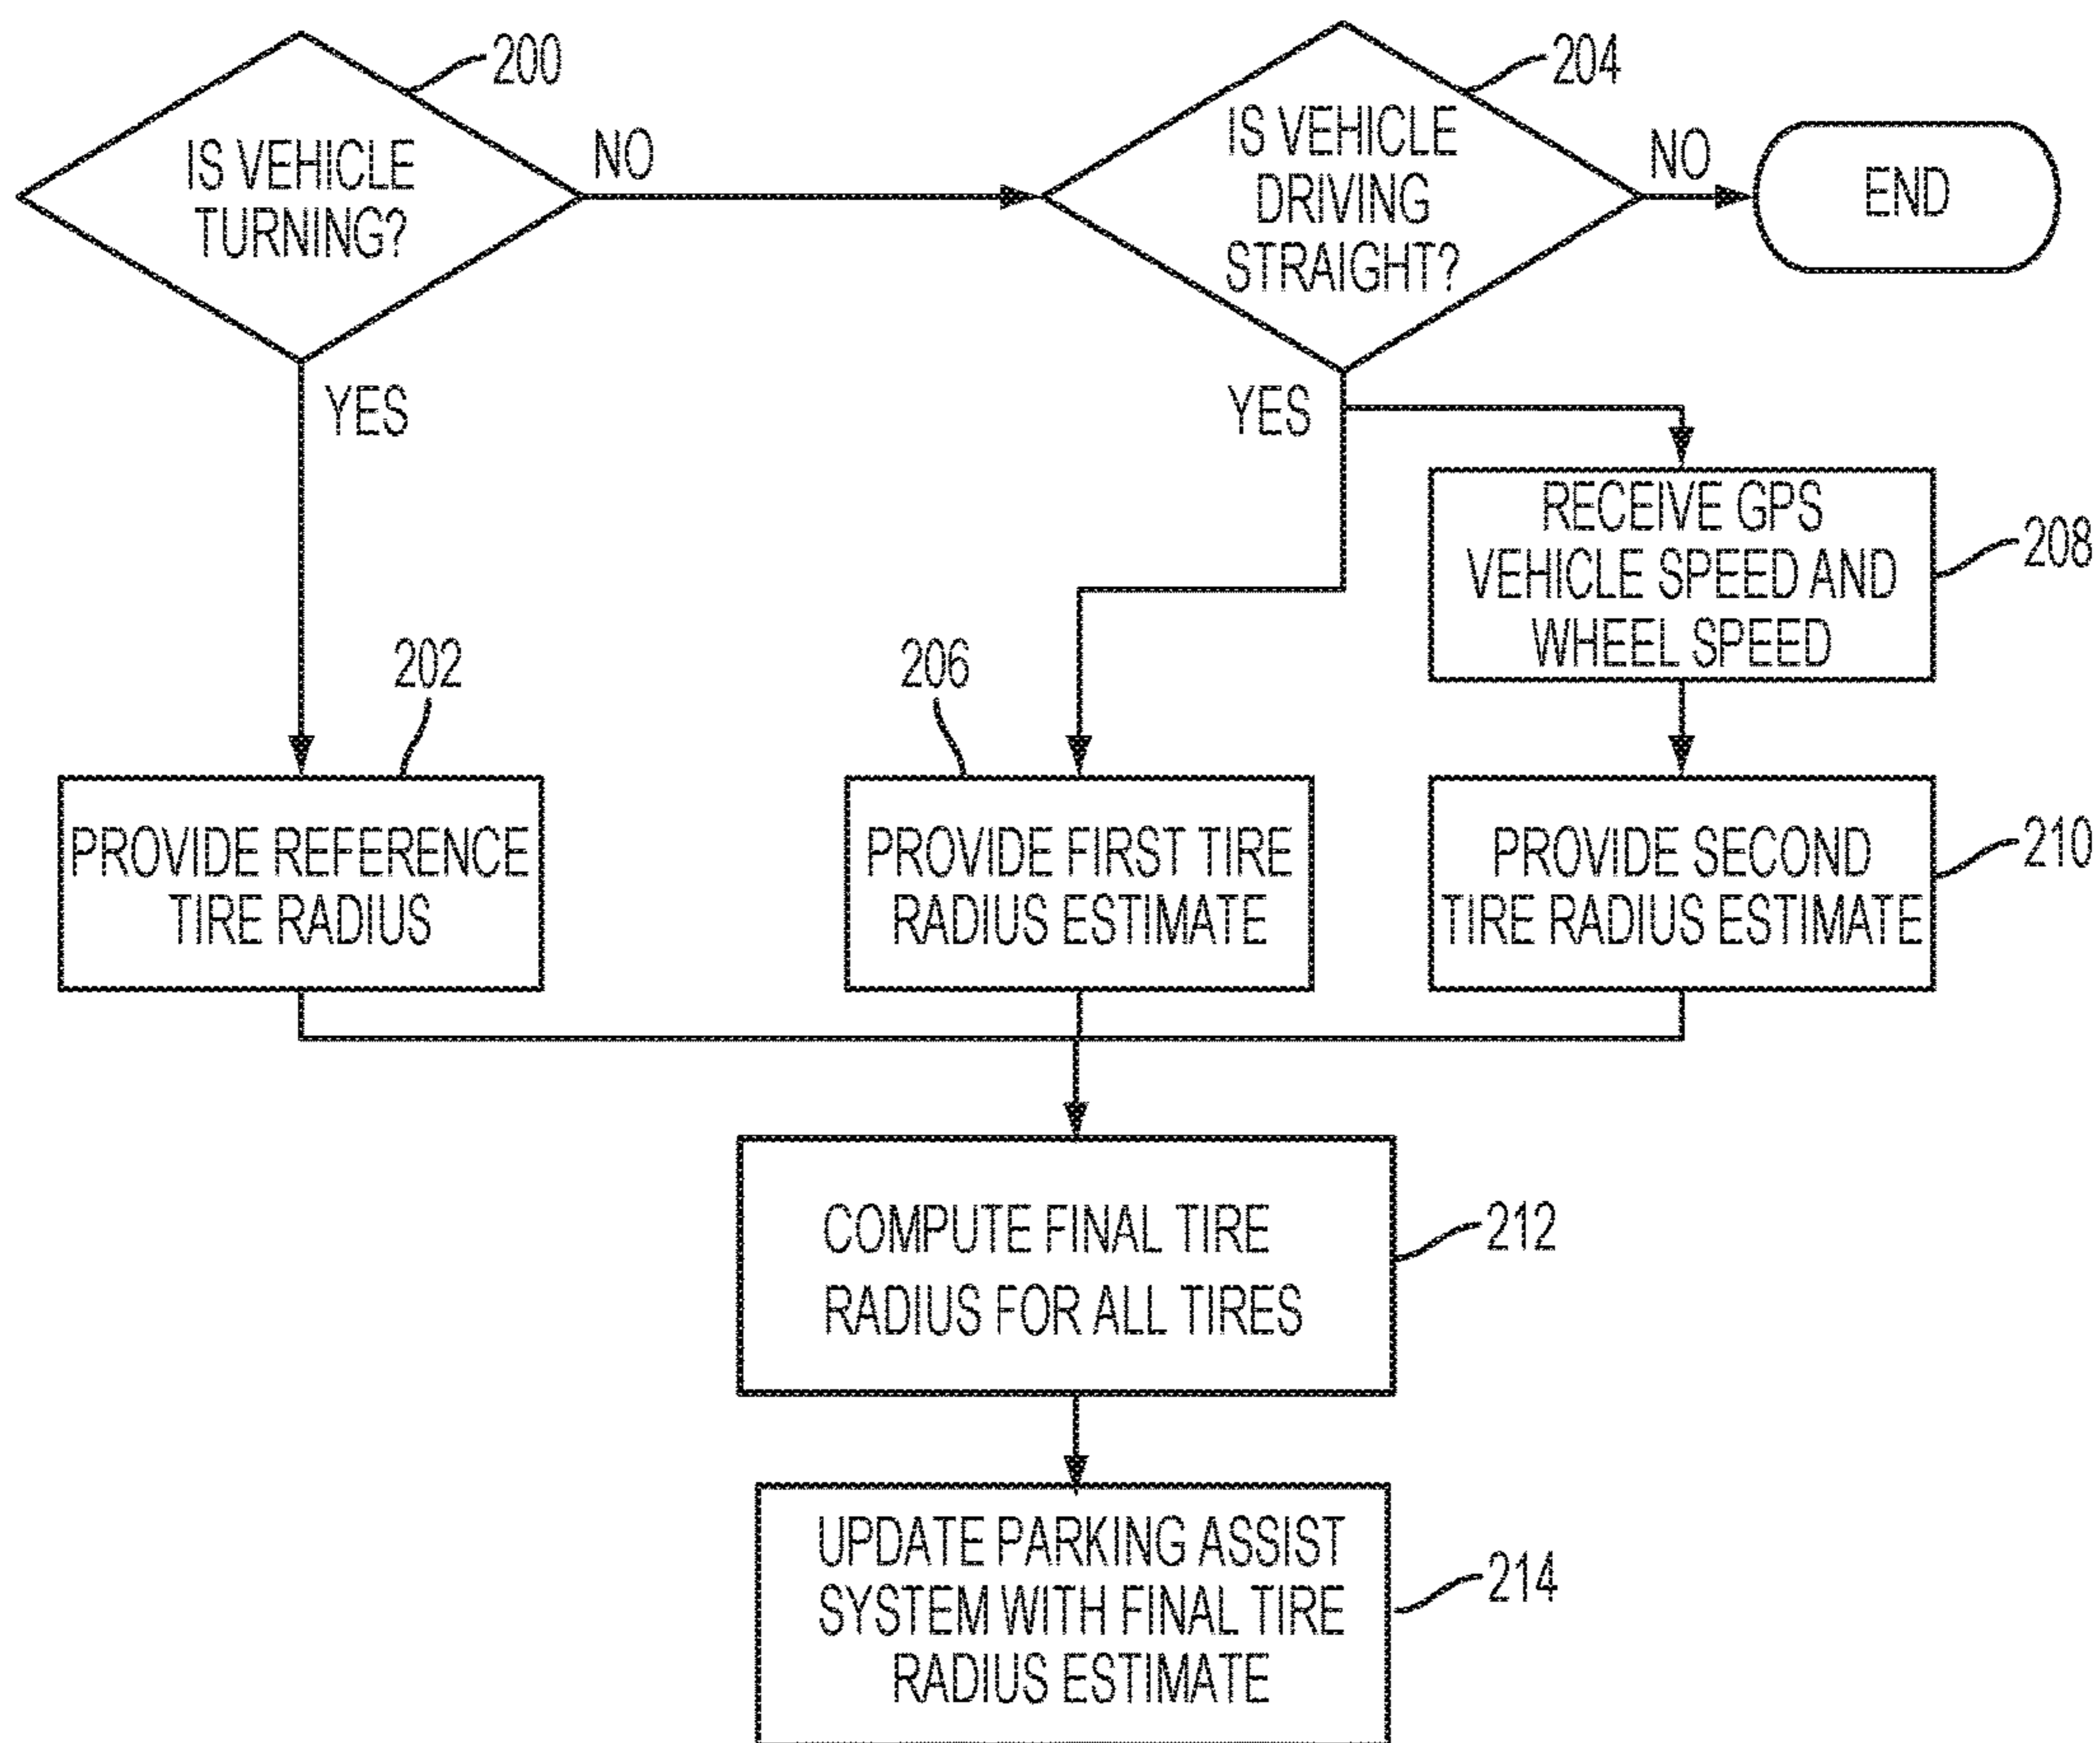 200
IS VEHICLE
TURNING?
NO
YES
204
IS VEHICLE
DRIVING
STRAIGHT?
NO
END
YES
RECEIVE GPS
VEHICLE SPEED AND
WHEEL SPEED
208
202
PROVIDE REFERENCE
TIRE RADIUS
206
PROVIDE FIRST TIRE
RADIUS ESTIMATE
PROVIDE SECOND
TIRE RADIUS ESTIMATE
210
COMPUTE FINAL TIRE
RADIUS FOR ALL TIRES
212
UPDATE PARKING ASSIST
SYSTEM WITH FINAL TIRE
RADIUS ESTIMATE
214